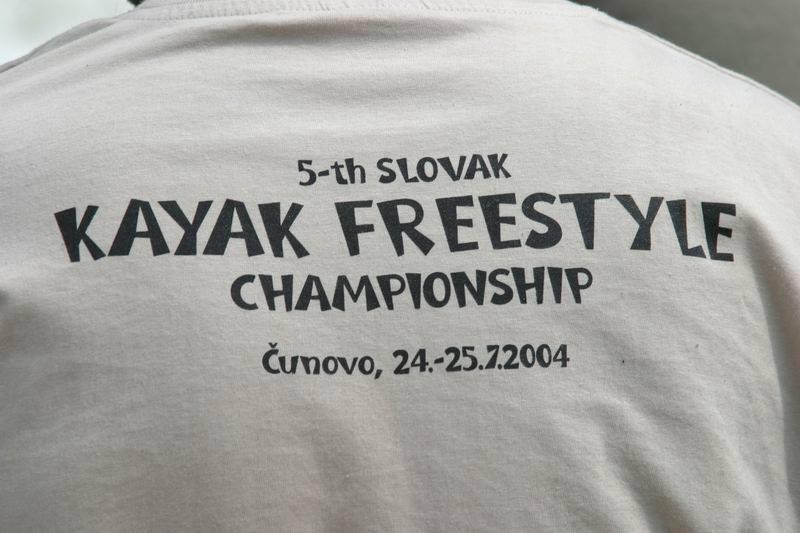 5-th SLOVAK
KAYAK FREESTYLE
CHAMPIONSHIP
Čunovo, 24.-25.7.2004